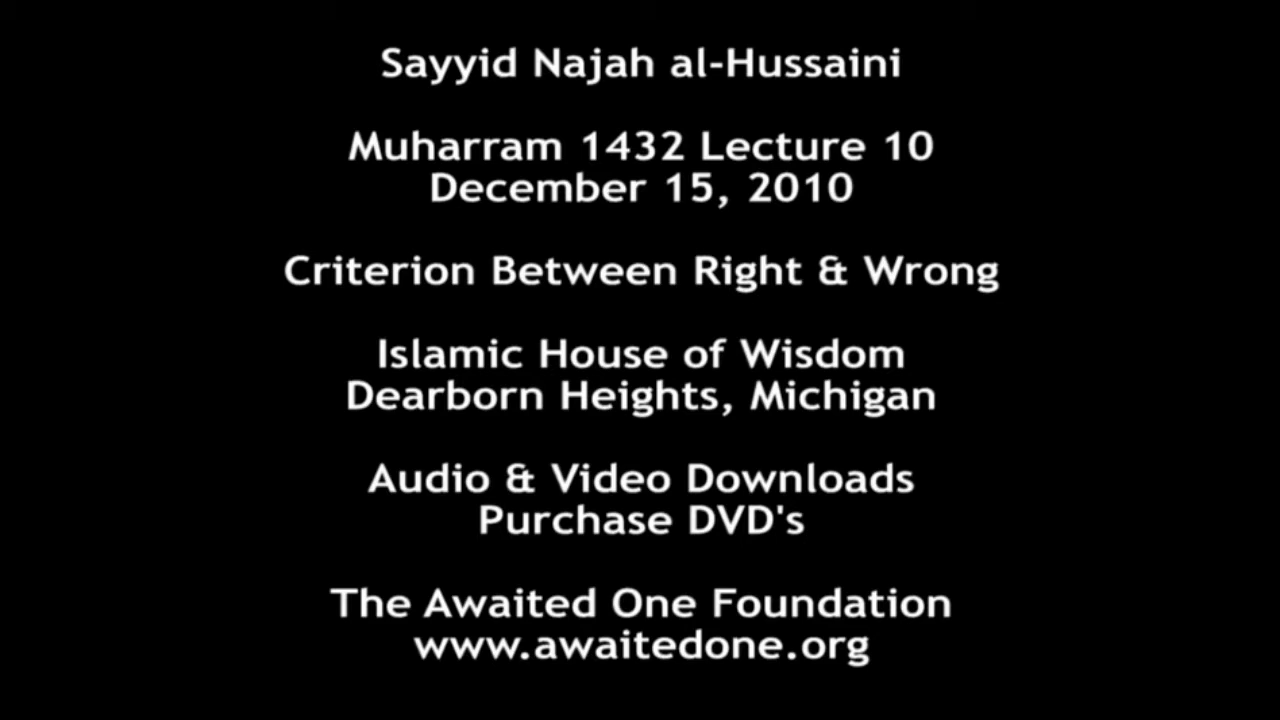 Sayyid Najah al-Hussaini
Muharram 1432 Lecture 10
December 15, 2010
Criterion Between Right & Wrong
Islamic House of Wisdom
Dearborn Heights, Michigan
Audio & Video Downloads
Purchase DVD's
The Awaited One Foundation
www.awaitedone.org